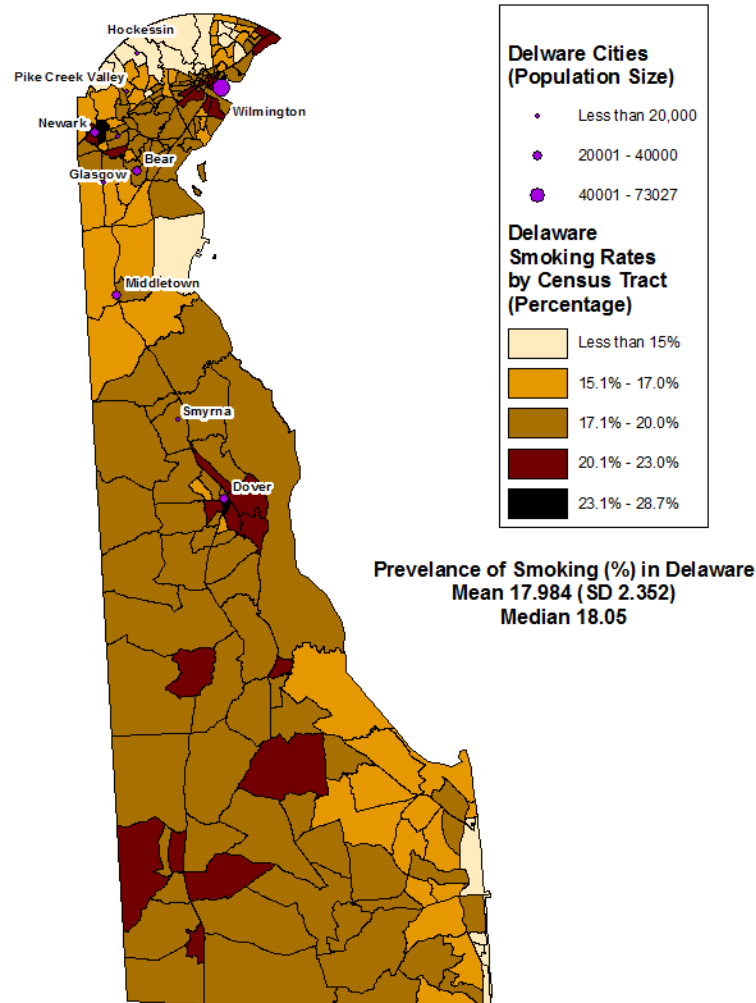 Hockessin
Pike Creek Valley
Newark
Wilmington
Bear
Glasgow
Middletown
Smyrna
Dover
Delware Cities
(Population Size)
Less than 20,000
20001 - 40000
40001 - 73027
Delaware
Smoking Rates
by Census Tract
(Percentage)
Less than 15%
15.1% - 17.0%
17.1% - 20.0%
20.1% - 23.0%
23.1% - 28.7%
Prevelance of Smoking (%) in Delaware
Mean 17.984 (SD 2.352)
Median 18.05